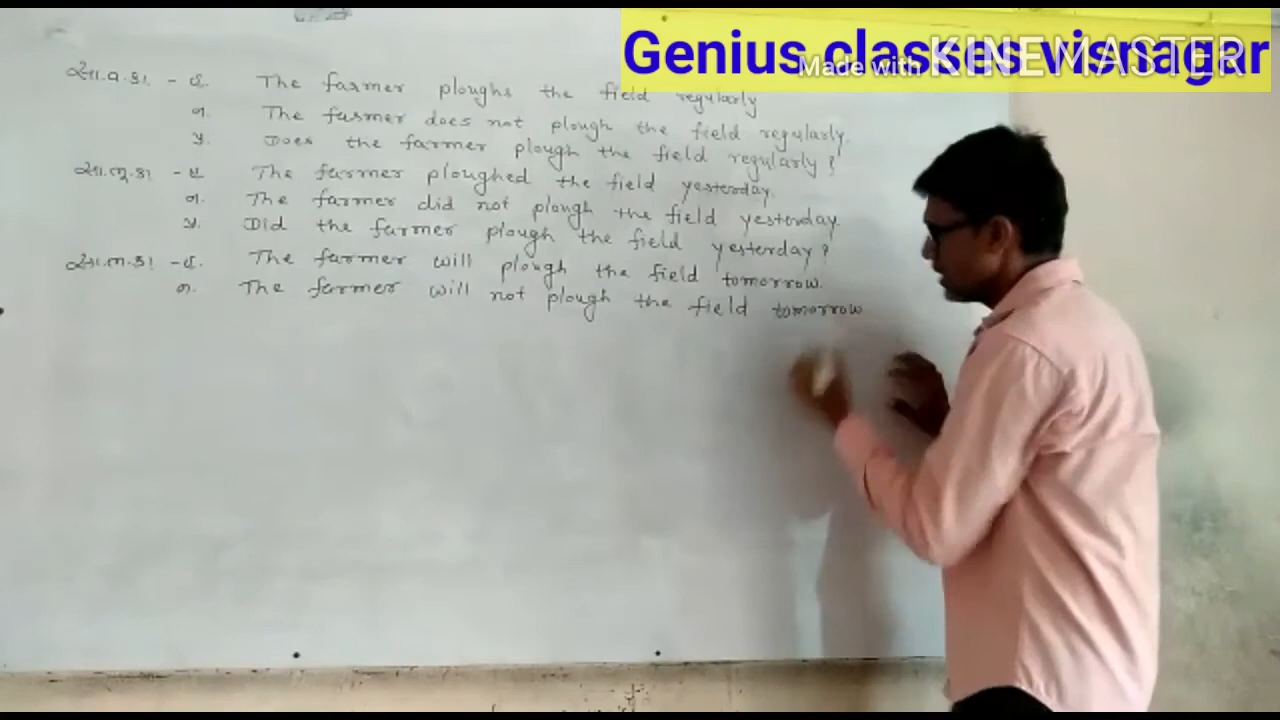 Genius classes visnagar
Made with KINEMASTER
સા.વ.કા. - હ. The farmer ploughs the field regularly
ન. The farmer does not plough the field regularly.
પ્ર. Does the farmer plough the field regularly?
સા.ભૂ.કા - હ The farmer ploughed the field yesterday.
ન. The farmer did not plough the field yesterday.
પ્ર. Did the farmer plough the field yesterday?
સા.ભ.કા - હ. The farmer will plough the field tomorrow.
ન. The farmer will not plough the field tomorrow